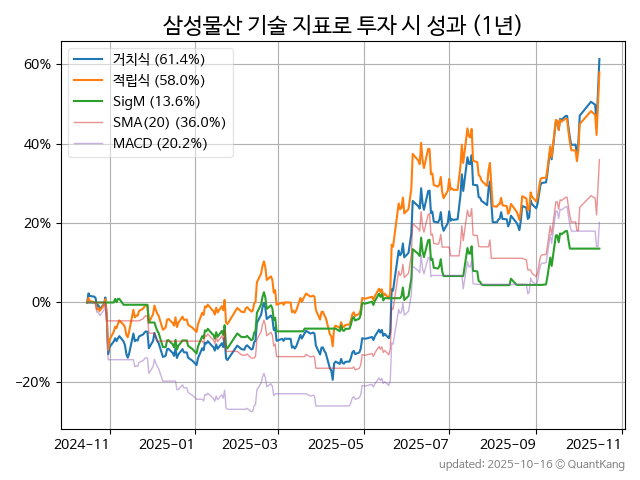 삼성물산 기술 지표로 투자 시 성과 (1년)
거치식 (61.4%)
적립식 (58.0%)
SigM (13.6%)
SMA(20) (36.0%)
MACD (20.2%)
60%
40%
20%
0%
−20%
2024-11 2025-01 2025-03 2025-05 2025-07 2025-09 2025-11
updated: 2025-10-16 © QuantKang